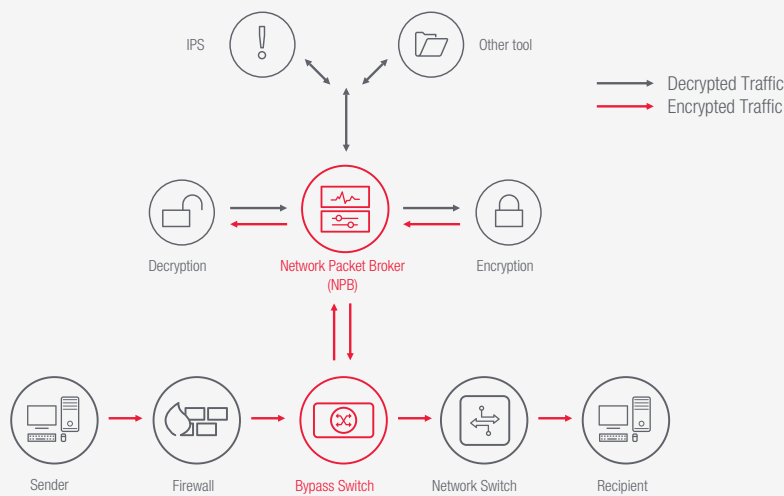 IPS
Other tool
Decrypted Traffic
Encrypted Traffic
Decryption
Network Packet Broker
(NPB)
Encryption
Sender
Firewall
Bypass Switch
Network Switch
Recipient